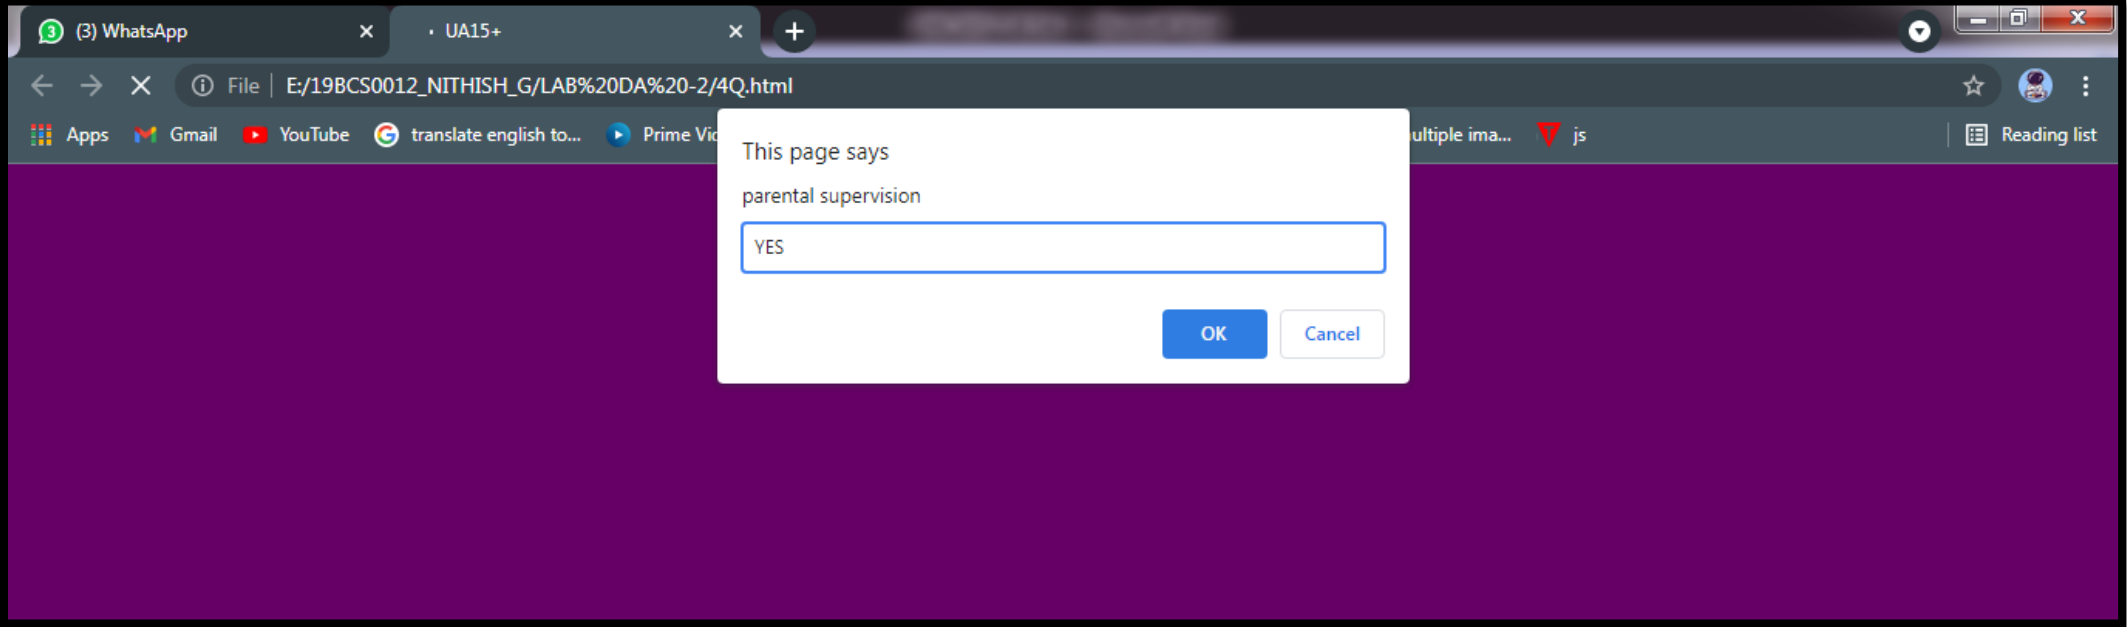 3 (3) WhatsApp
UA15+
File E:/19BCS0012_NITHISH_G/LAB%20DA%20-2/4Q.html
Apps Gmail YouTube translate english to... Prime Vid ultiple ima... js Reading list
This page says
parental supervision
YES
OK Cancel